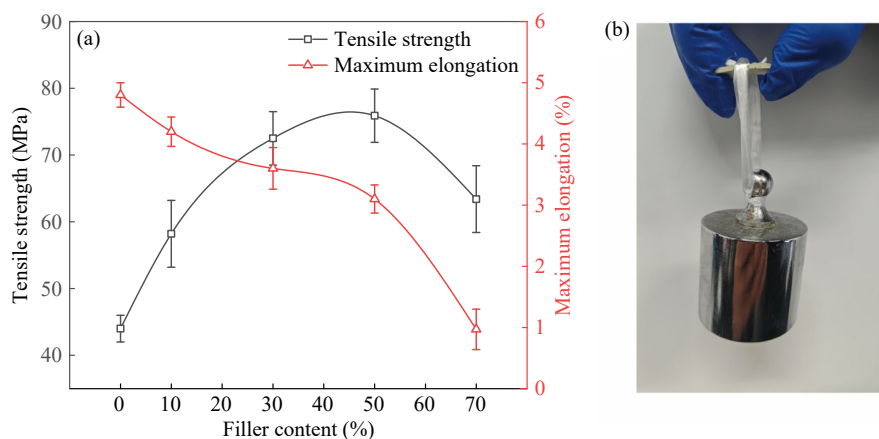 (a)
Tensile strength
Maximum elongation
90
80
70
60
50
40
Tensile strength (MPa)
6
5
4
3
2
1
0
Maximum elongation (%)
0 10 20 30 40 50 60 70
Filler content (%)
(b)